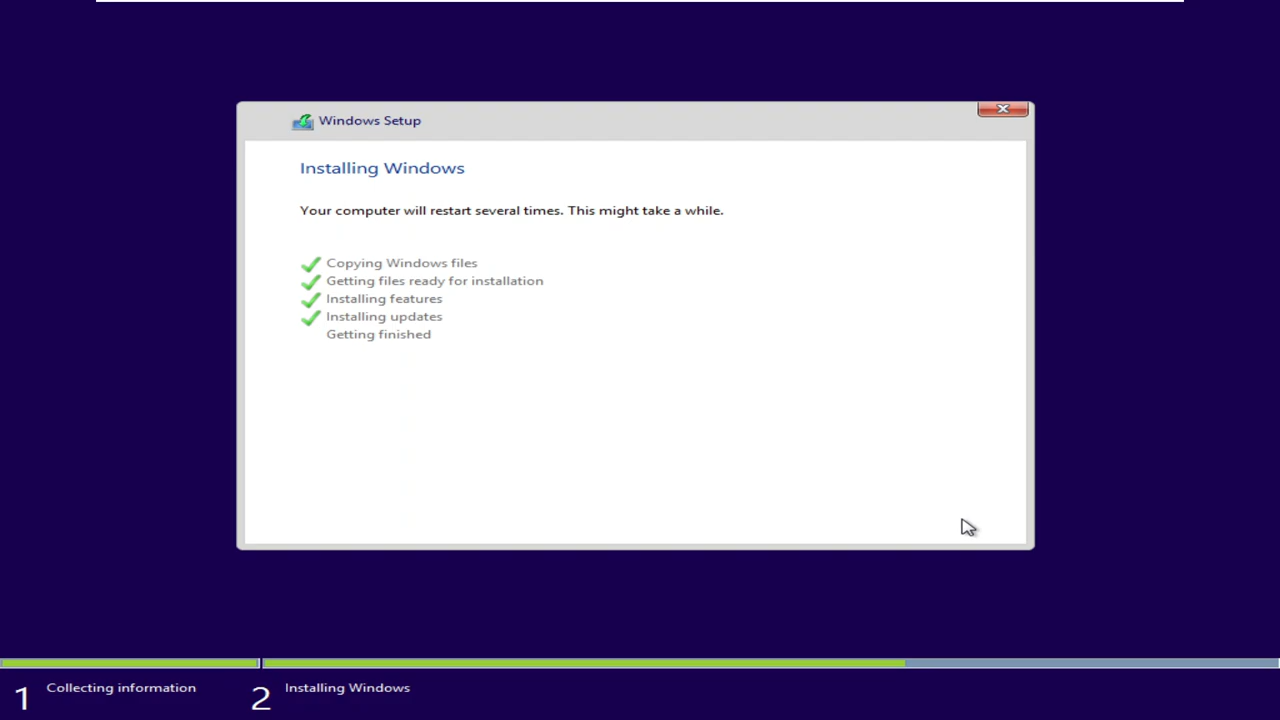 Windows Setup
Installing Windows
Your computer will restart several times. This might take a while.
Copying Windows files
Getting files ready for installation
Installing features
Installing updates
Getting finished
1 Collecting information
2 Installing Windows